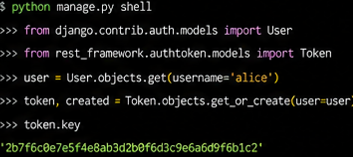 $ python manage.py shell
>>> from django.contrib.auth.models import User
>>> from rest_framework.authtoken.models import Token
>>> user = User.objects.get(username='alice')
>>> token, created = Token.objects.get_or_create(user=user)
>>> token.key
'2b7f6c0e7e5f4e8ab3d2b0f6d3c9e6a6d9f6b1c2'